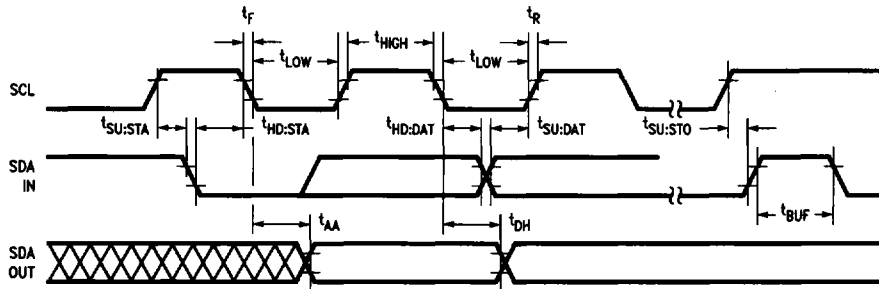 tF
tR
tLOW
tHIGH
tLOW
SCL
tSU:STA
tHD:STA
tHD:DAT
tSU:DAT
tSU:STO
SDA
IN
tAA
tDH
tBUF
SDA
OUT